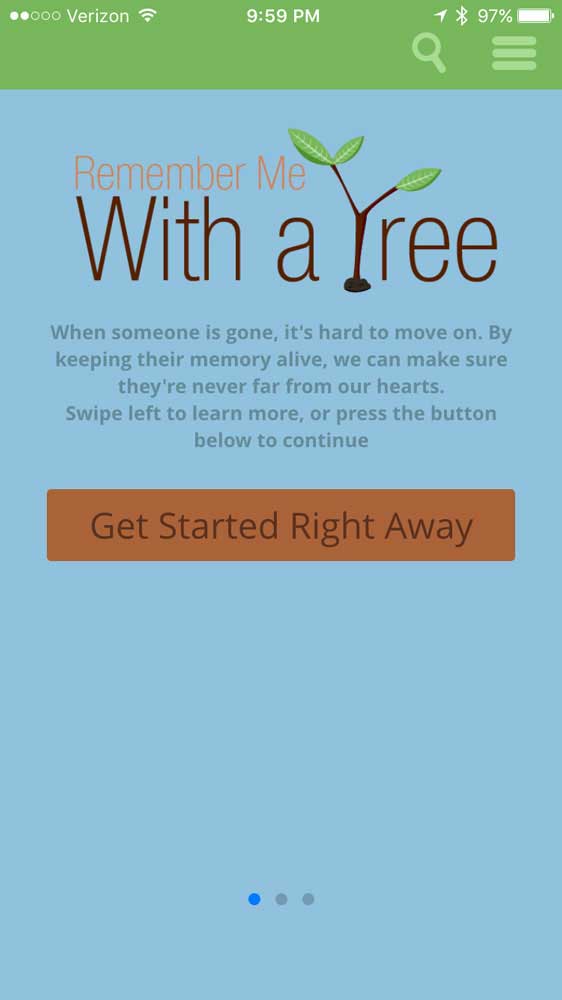 Verizon 9:59 PM 97%
Remember Me
With a Tree
When someone is gone, it's hard to move on. By
keeping their memory alive, we can make sure
they're never far from our hearts.
Swipe left to learn more, or press the button
below to continue
Get Started Right Away